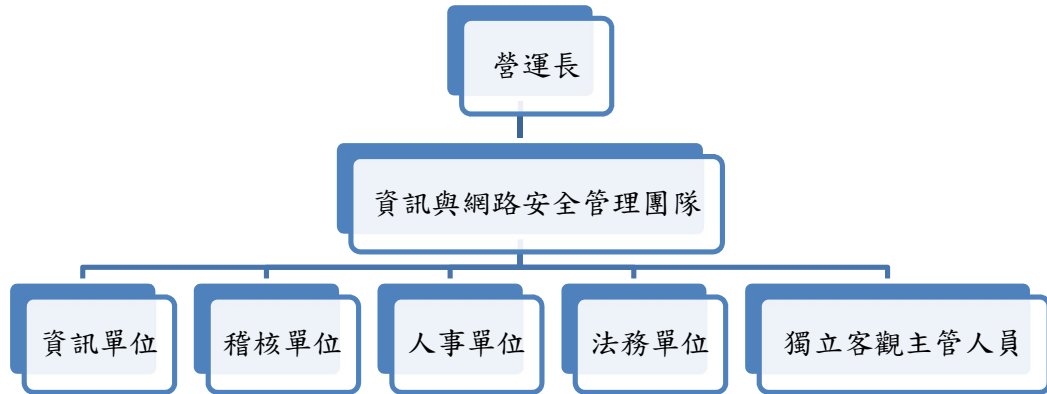 營運長
資訊與網路安全管理團隊
資訊單位
稽核單位
人事單位
法務單位
獨立客觀主管人員